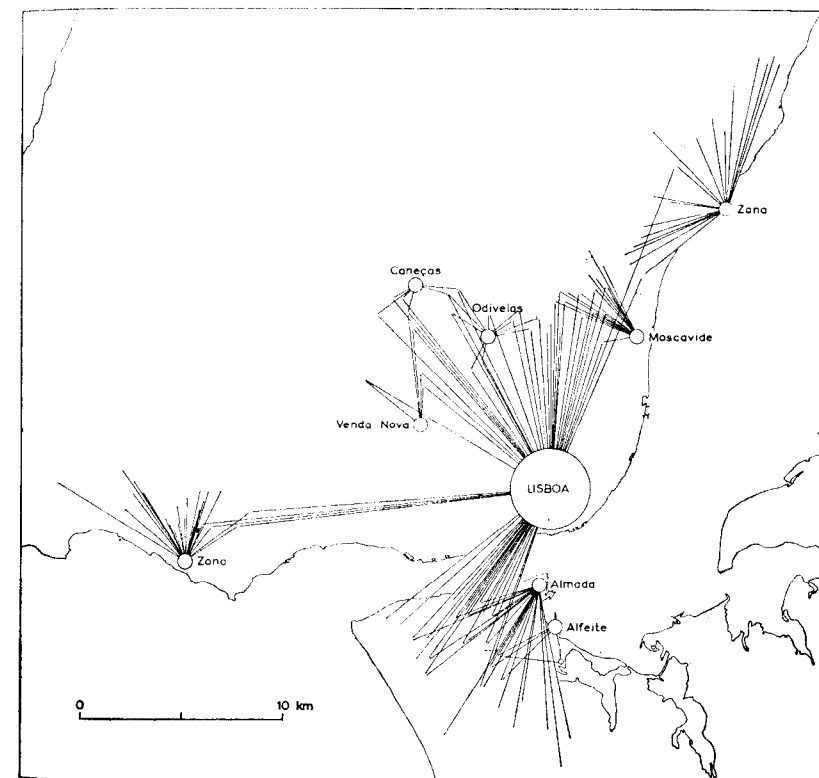 Zona
Caneças
Odivelas
Moscavide
Venda Nova
LISBOA
Zona
Almada
Alfeite
0 10 km